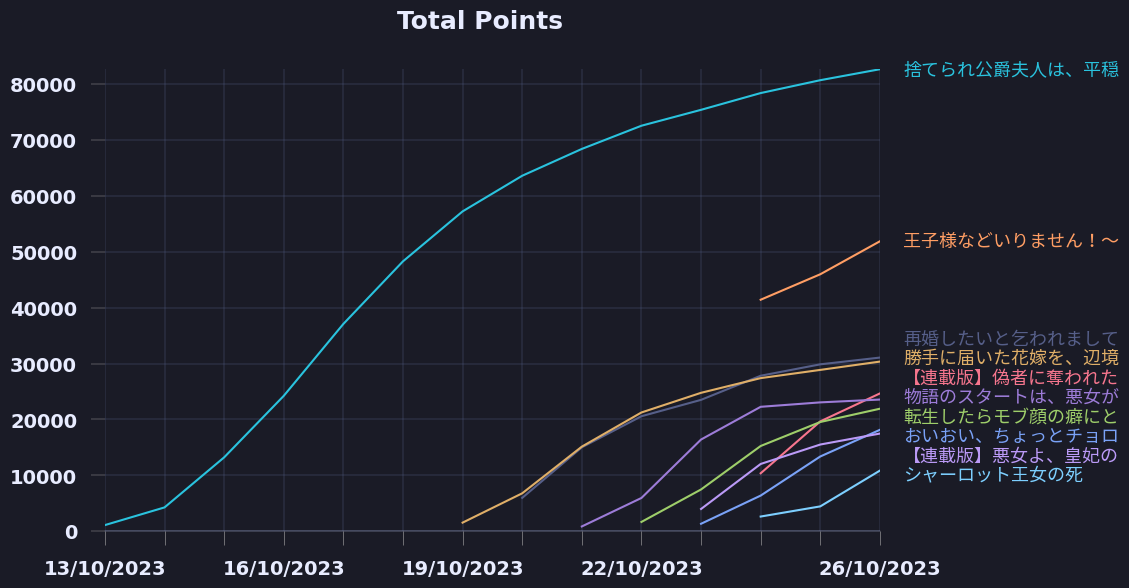 Total Points
80000
70000
60000
50000
40000
30000
20000
10000
0
13/10/2023
16/10/2023
19/10/2023
22/10/2023
26/10/2023
捨てられ公爵夫人は、平穏
王子様などいりません！～
再婚したいと乞われまして
勝手に届いた花嫁を、辺境
【連載版】偽者に奪われた
物語のスタートは、悪女が
転生したらモブ顔の癖にと
おいおい、ちょっとチョロ
【連載版】悪女よ、皇妃の
シャーロット王女の死